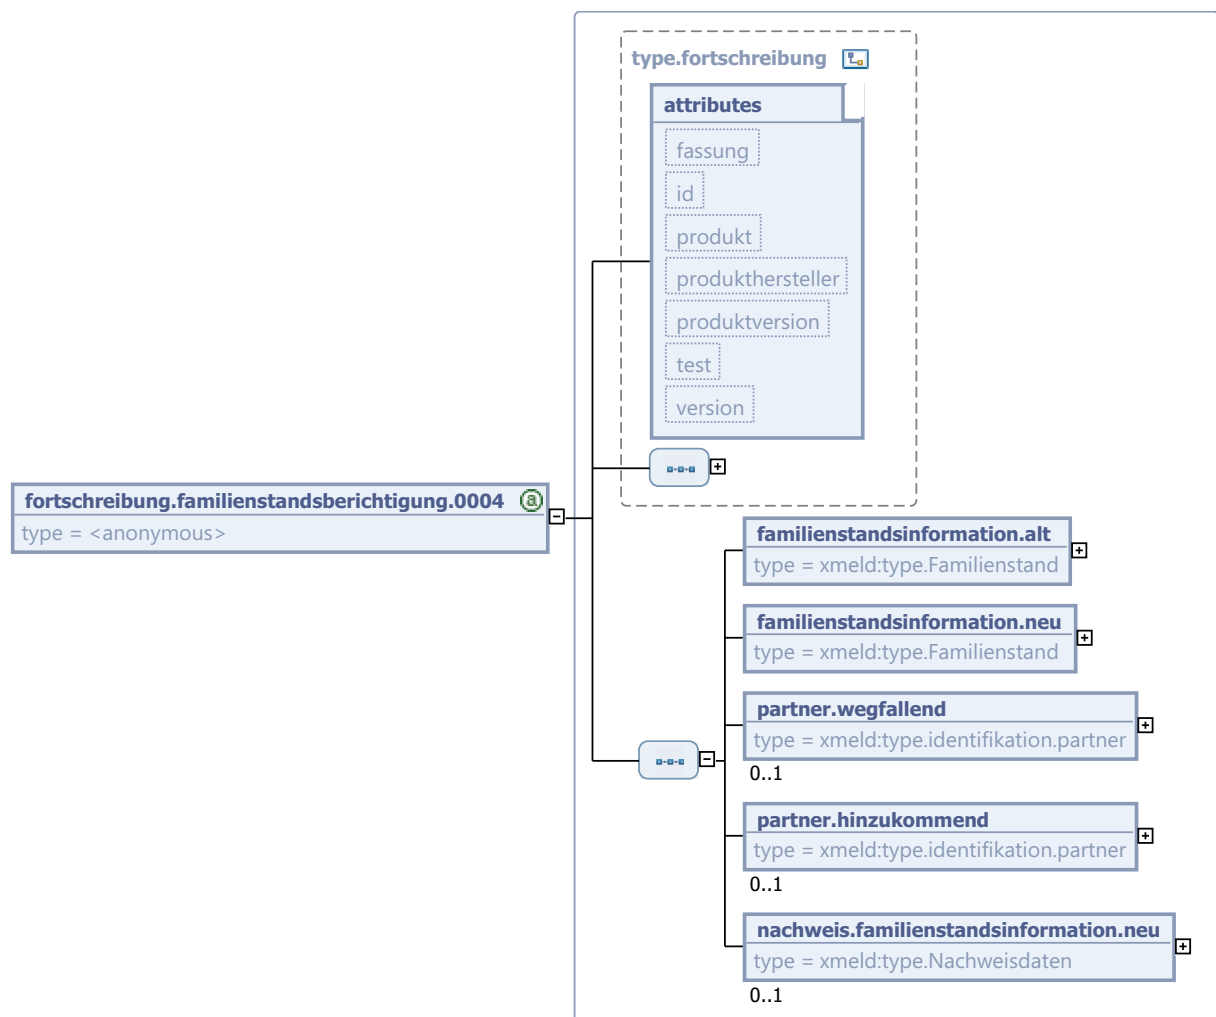 type.fortschreibung
attributes
fassung
id
produkt
produkthersteller
produktversion
test
version
fortschreibung.familienstandsberichtigung.0004 @
type = <anonymous>
familienstandsinformation.alt
type = xmeld:type.Familienstand
familienstandsinformation.neu
type = xmeld:type.Familienstand
partner.wegfallend
type = xmeld:type.identifikation.partner
0..1
partner.hinzukommend
type = xmeld:type.identifikation.partner
0..1
nachweis.familienstandsinformation.neu
type = xmeld:type.Nachweisdaten
0..1